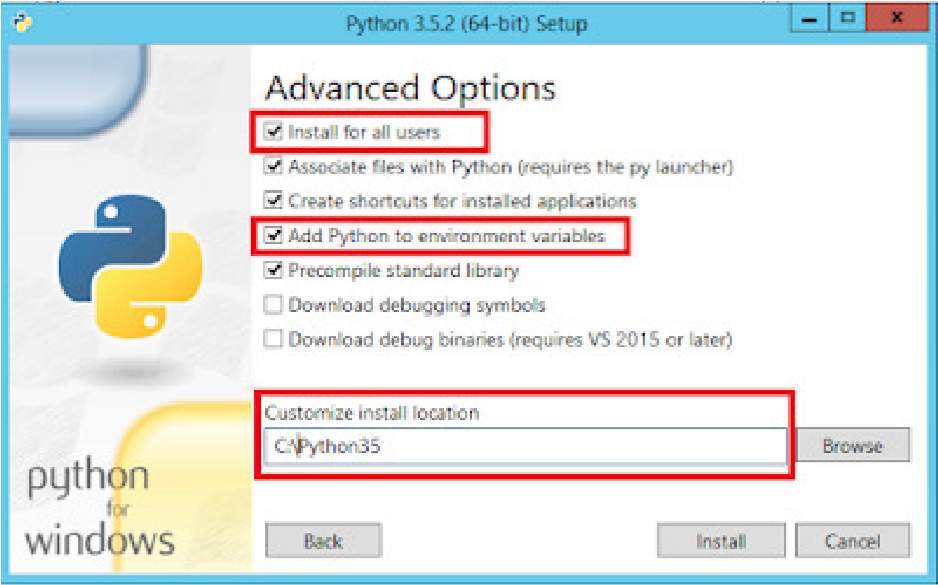 Python 3.5.2 (64-bit) Setup
Advanced Options
Install for all users
Associate files with Python (requires the py launcher)
Create shortcuts for installed applications
Add Python to environment variables
Precompile standard library
Download debugging symbols
Download debug binaries (requires VS 2015 or later)
Customize install location
C:\Python35
Browse
python
for
windows
Back
Install
Cancel